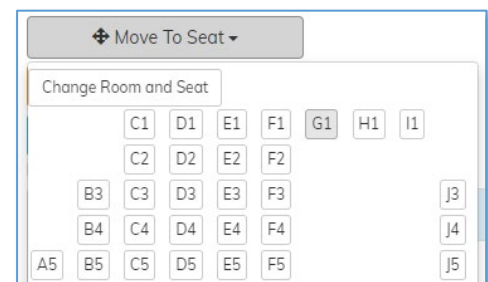 Move To Seat
Change Room and Seat
C1 D1 E1 F1 G1 H1 I1
C2 D2 E2 F2
B3 C3 D3 E3 F3 J3
B4 C4 D4 E4 F4 J4
A5 B5 C5 D5 E5 F5 J5